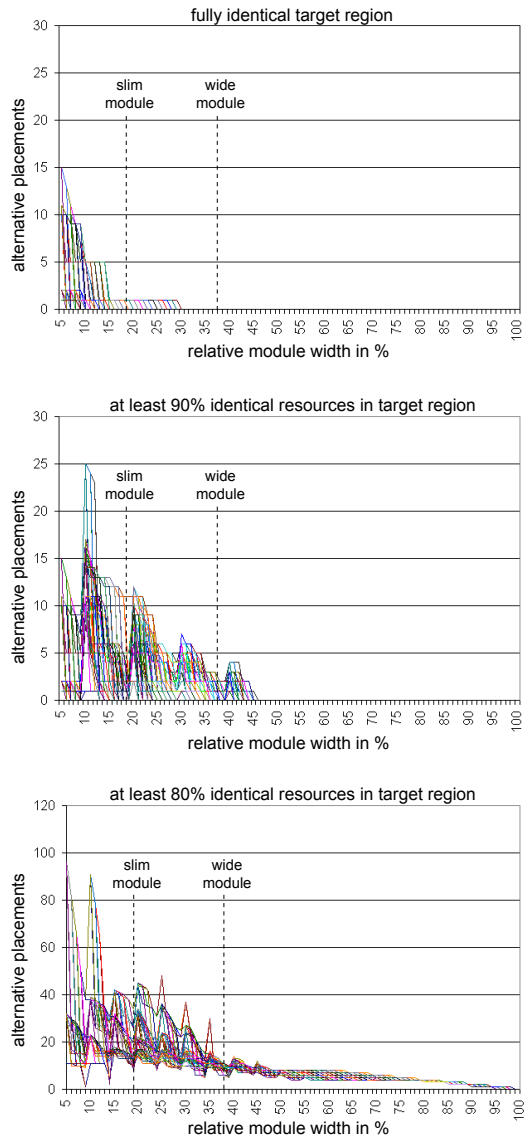 fully identical target region
30
25
20
15
10
5
0
alternative placements
slim
module
wide
module
5 10 15 20 25 30 35 40 45 50 55 60 65 70 75 80 85 90 95 100
relative module width in %
at least 90% identical resources in target region
30
25
20
15
10
5
0
alternative placements
slim
module
wide
module
5 10 15 20 25 30 35 40 45 50 55 60 65 70 75 80 85 90 95 100
relative module width in %
at least 80% identical resources in target region
120
100
80
60
40
20
0
alternative placements
slim
module
wide
module
5 10 15 20 25 30 35 40 45 50 55 60 65 70 75 80 85 90 95 100
relative module width in %